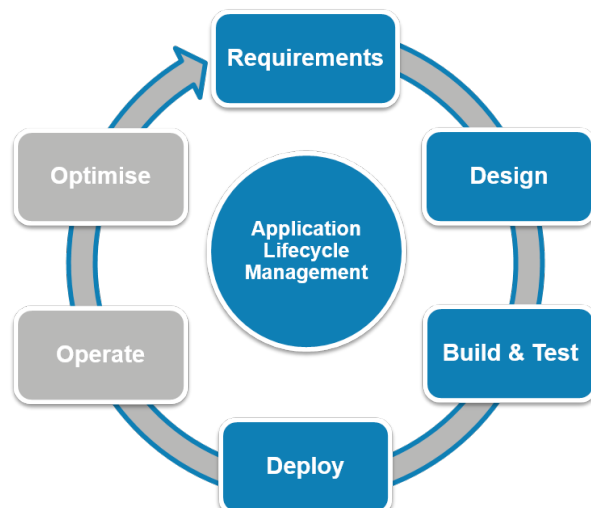 Requirements
Design
Build & Test
Deploy
Operate
Optimise
Application
Lifecycle
Management